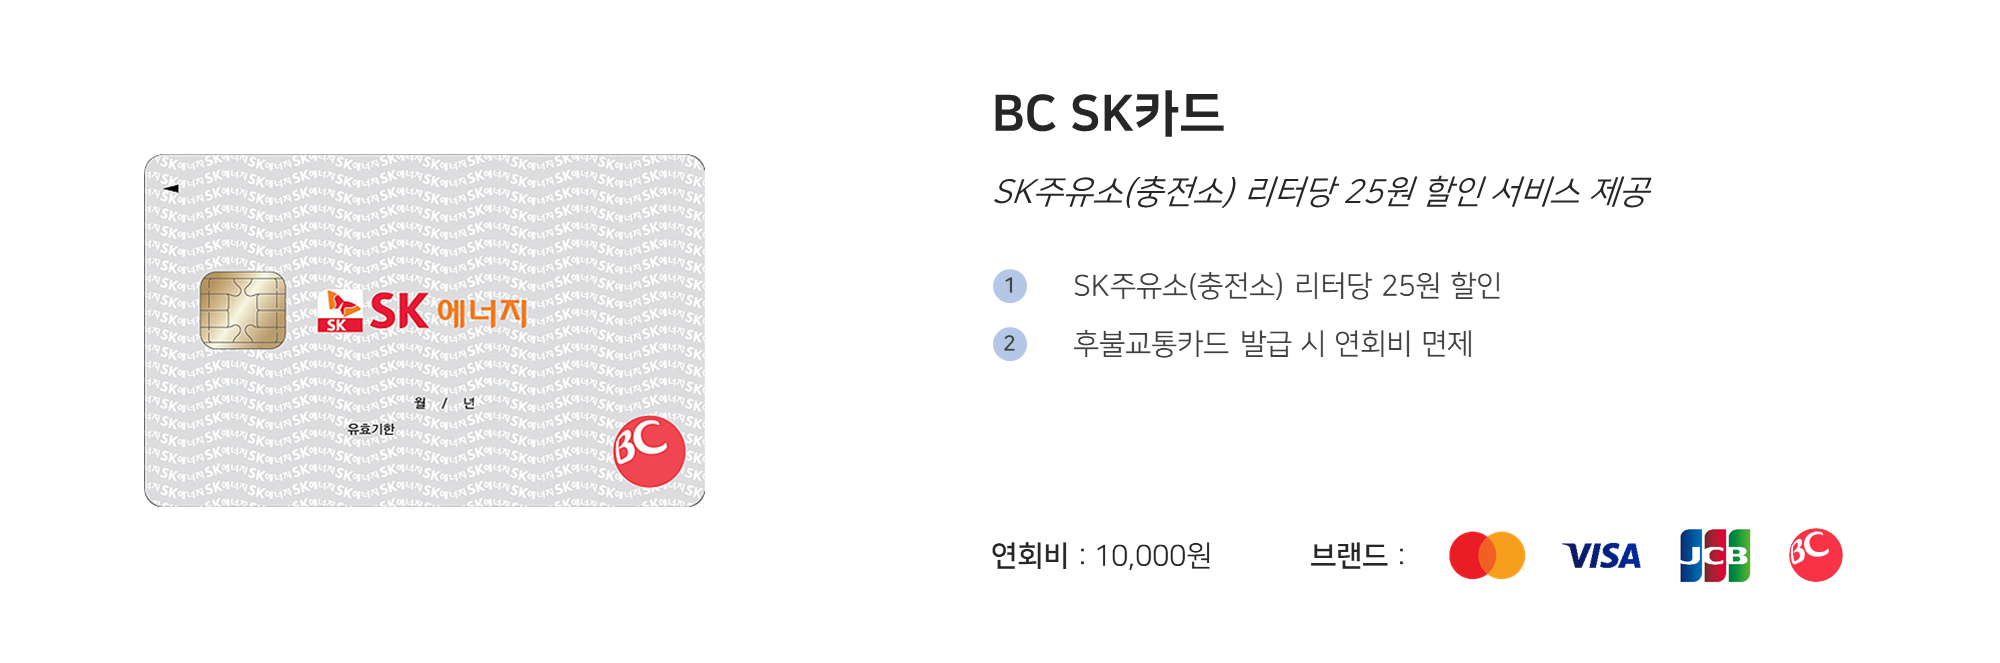 BC SK카드
SK주유소(충전소) 리터당 25원 할인 서비스 제공
1 SK주유소(충전소) 리터당 25원 할인
2 후불교통카드 발급 시 연회비 면제
연회비 : 10,000원 브랜드 : VISA JCB BC
SK SK 에너지
월 / 년
유효기한
BC